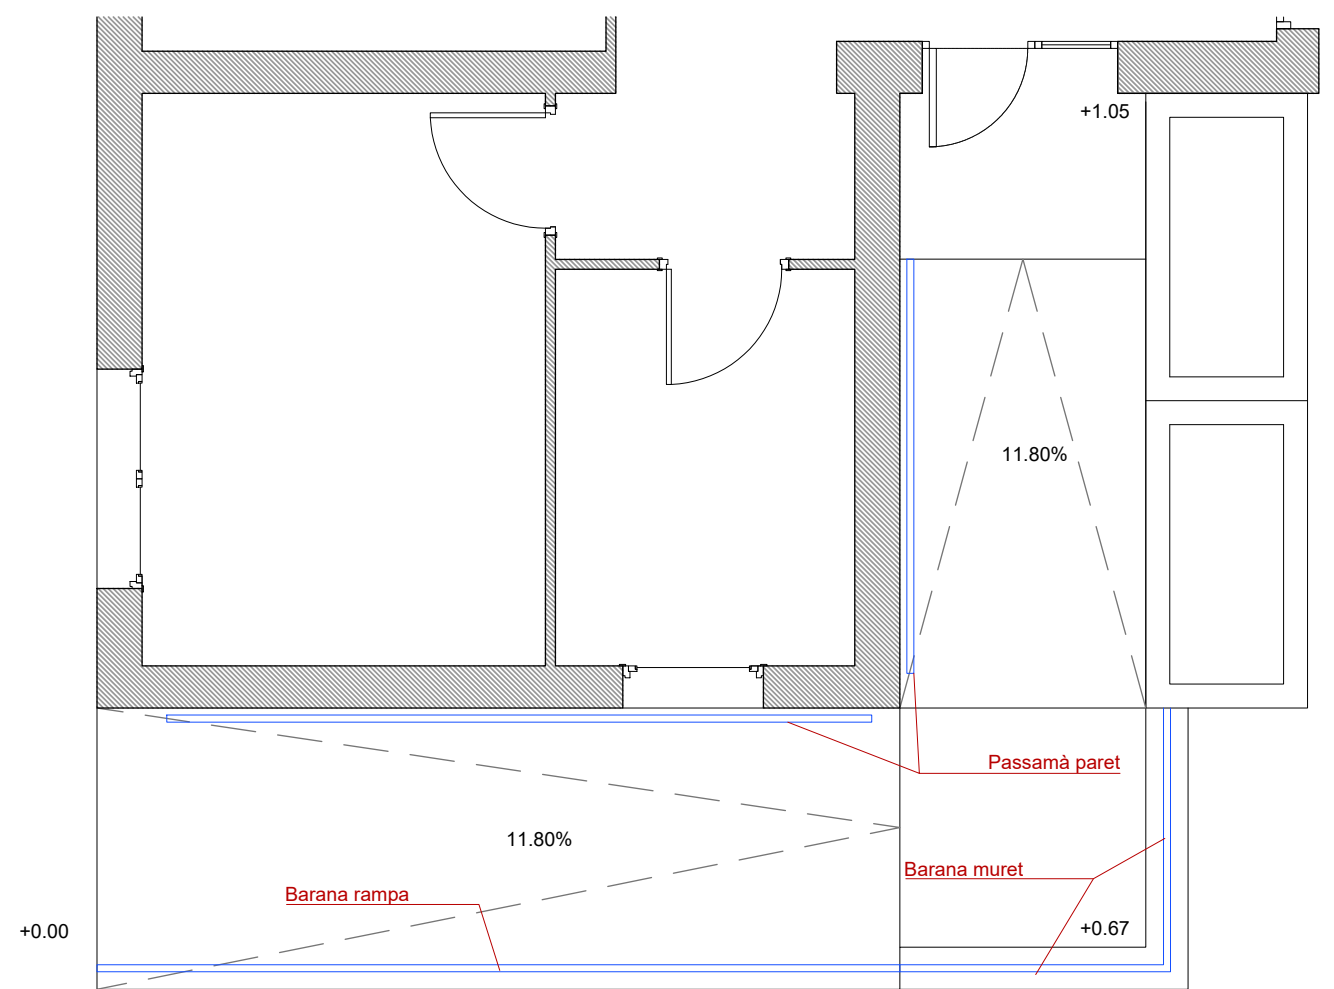 +1.05
11.80%
Passamà paret
11.80%
Barana muret
Barana rampa
+0.67
+0.00